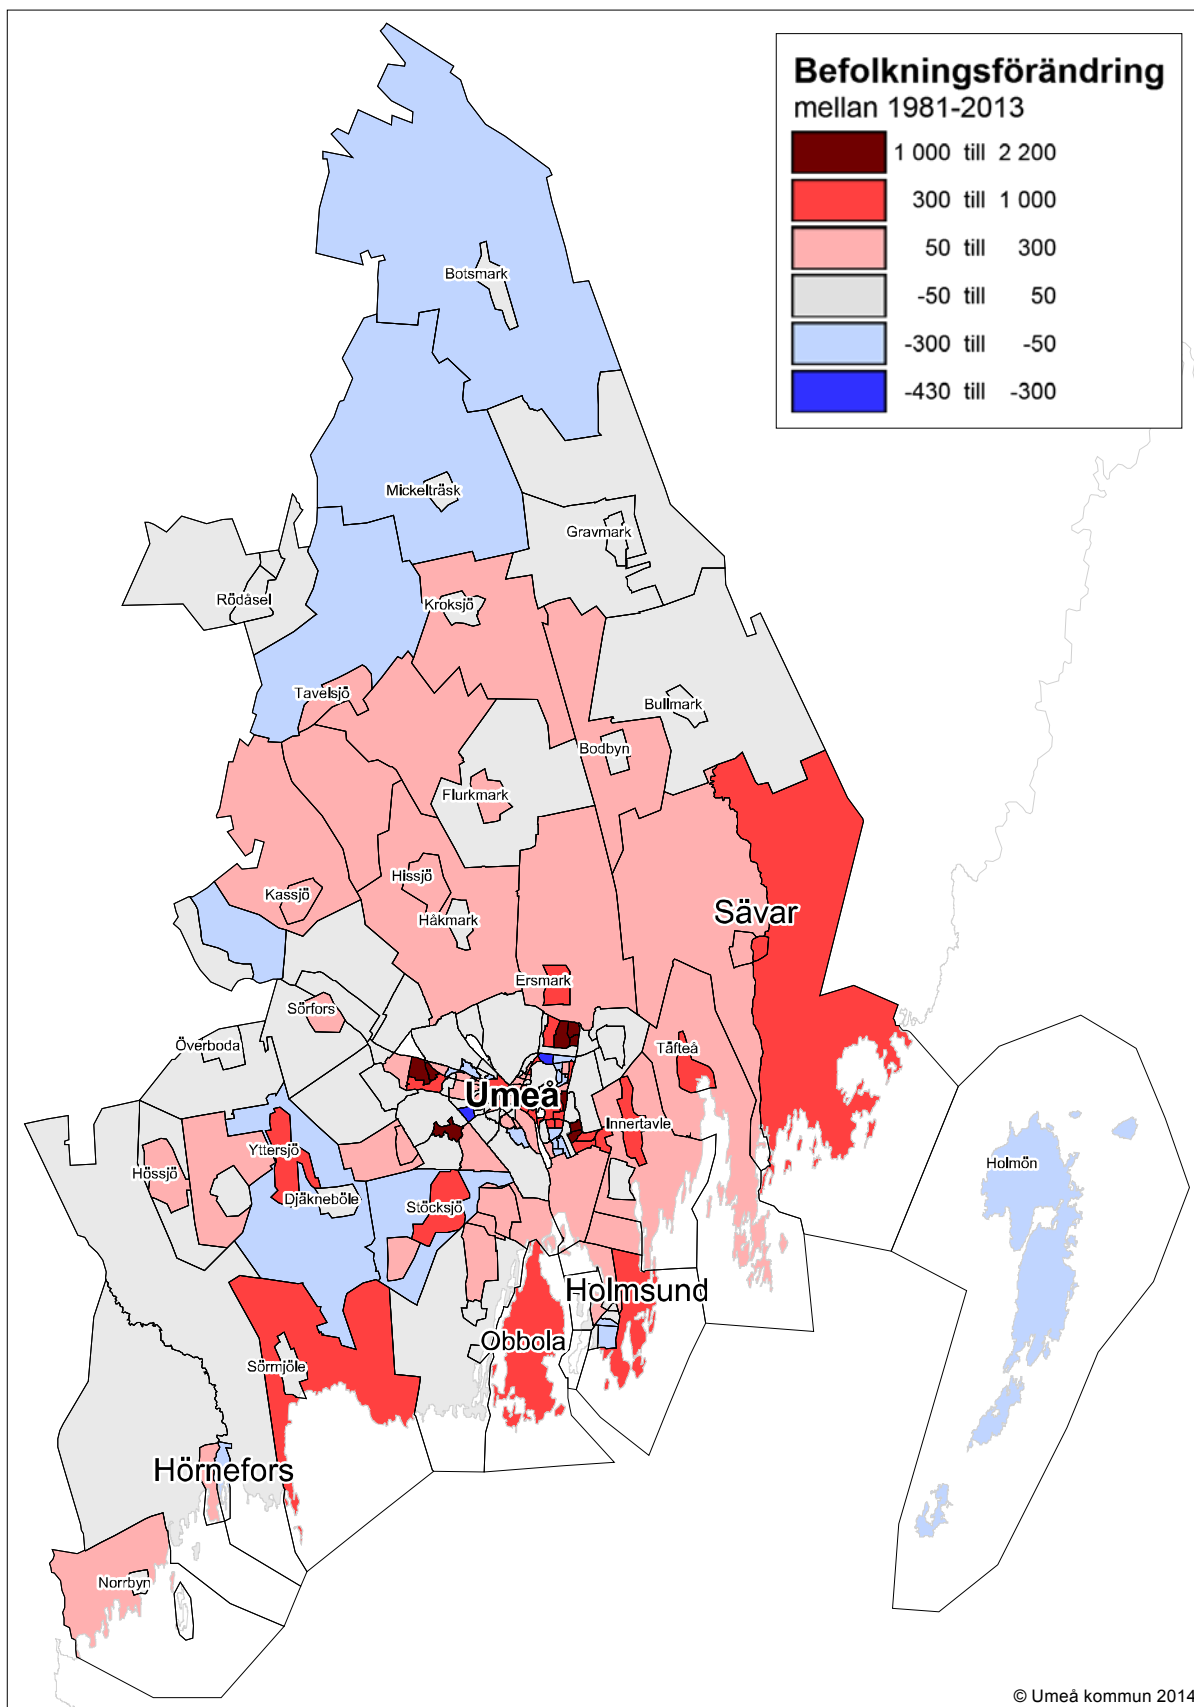 Befolkningsförändring
mellan 1981-2013
1 000 till 2 200
300 till 1 000
50 till 300
-50 till 50
-300 till -50
-430 till -300
Botsmark
Mickelträsk
Gravmark
Rödåsel
Kroksjö
Tavelsjö
Bullmark
Bodbyn
Flurkmark
Hissjö
Kassjö
Håkmark
Sävar
Ersmark
Sörfors
Överboda
Täfteå
Umeå
Innertavle
Yttersjö
Hössjö
Holmön
Djäkneböle
Stöcksjö
Holmsund
Obbola
Sörmjöle
Hörnefors
Norrbyn
© Umeå kommun 2014